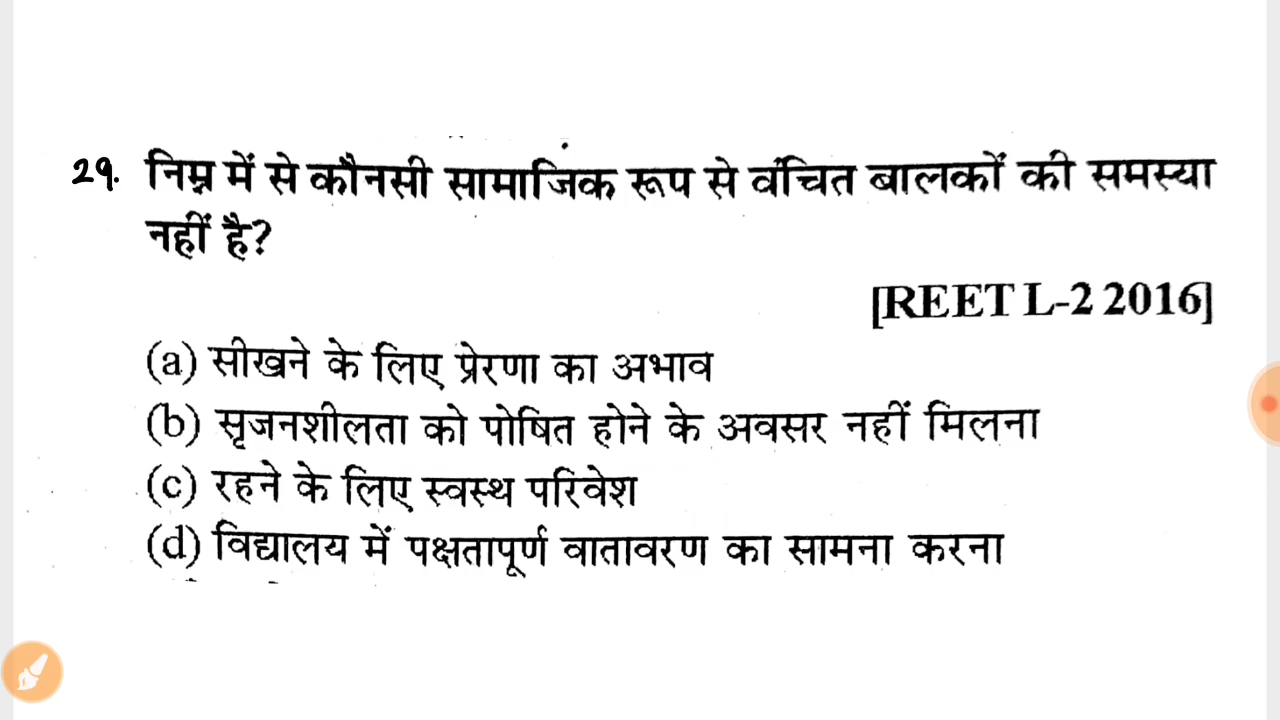 29. निम्न में से कौनसी सामाजिक रूप से वंचित बालकों की समस्या
नहीं है?
[REET L-2 2016]
(a) सीखने के लिए प्रेरणा का अभाव
(b) सृजनशीलता को पोषित होने के अवसर नहीं मिलना
(c) रहने के लिए स्वस्थ परिवेश
(d) विद्यालय में पक्षतापूर्ण वातावरण का सामना करना